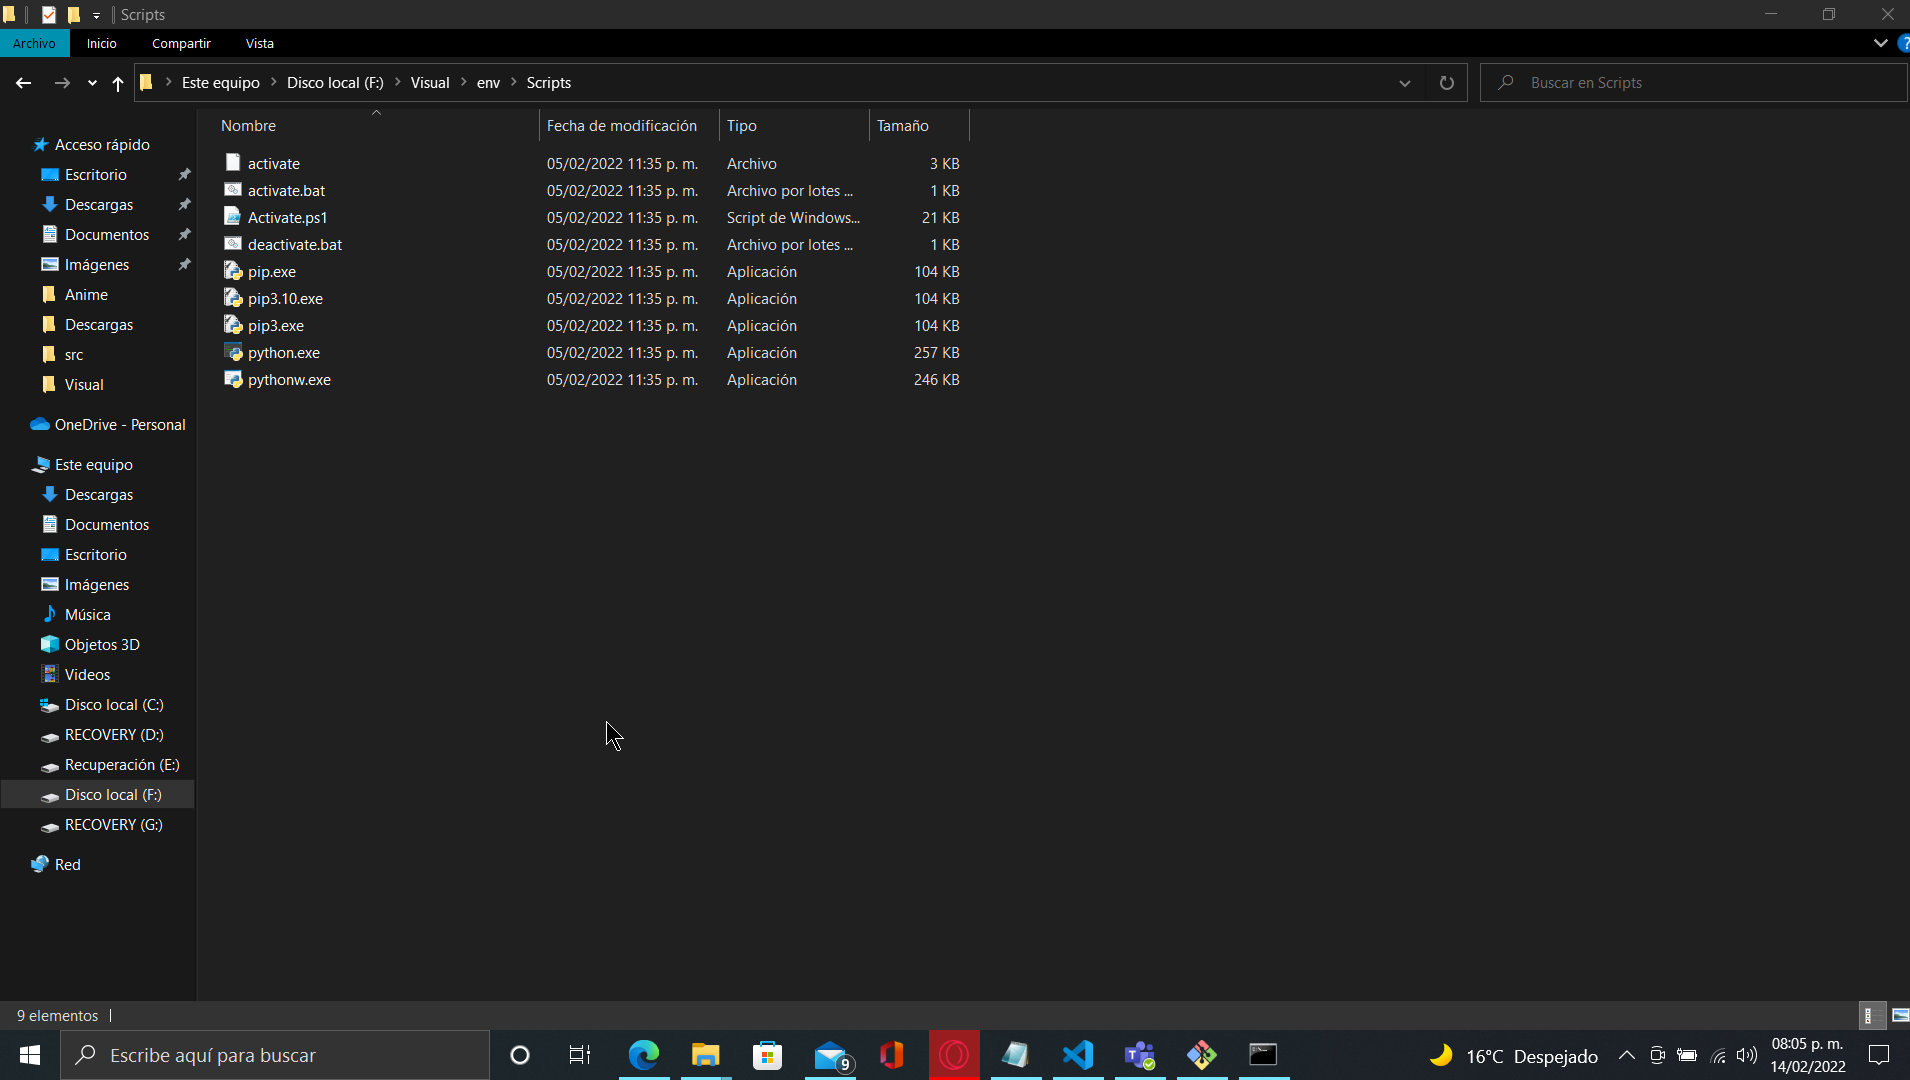 Scripts
Archivo Inicio Compartir Vista ?
Este equipo Disco local (F:) Visual env Scripts Buscar en Scripts
Nombre Fecha de modificación Tipo Tamaño
activate 05/02/2022 11:35 p. m. Archivo 3 KB
activate.bat 05/02/2022 11:35 p. m. Archivo por lotes ... 1 KB
Activate.ps1 05/02/2022 11:35 p. m. Script de Windows... 21 KB
deactivate.bat 05/02/2022 11:35 p. m. Archivo por lotes ... 1 KB
pip.exe 05/02/2022 11:35 p. m. Aplicación 104 KB
pip3.10.exe 05/02/2022 11:35 p. m. Aplicación 104 KB
pip3.exe 05/02/2022 11:35 p. m. Aplicación 104 KB
python.exe 05/02/2022 11:35 p. m. Aplicación 257 KB
pythonw.exe 05/02/2022 11:35 p. m. Aplicación 246 KB
Acceso rápido
Escritorio
Descargas
Documentos
Imágenes
Anime
Descargas
src
Visual
OneDrive - Personal
Este equipo
Descargas
Documentos
Escritorio
Imágenes
Música
Objetos 3D
Videos
Disco local (C:)
RECOVERY (D:)
Recuperación (E:)
Disco local (F:)
RECOVERY (G:)
Red
9 elementos
Escribe aquí para buscar
9
16°C Despejado
08:05 p. m.
14/02/2022